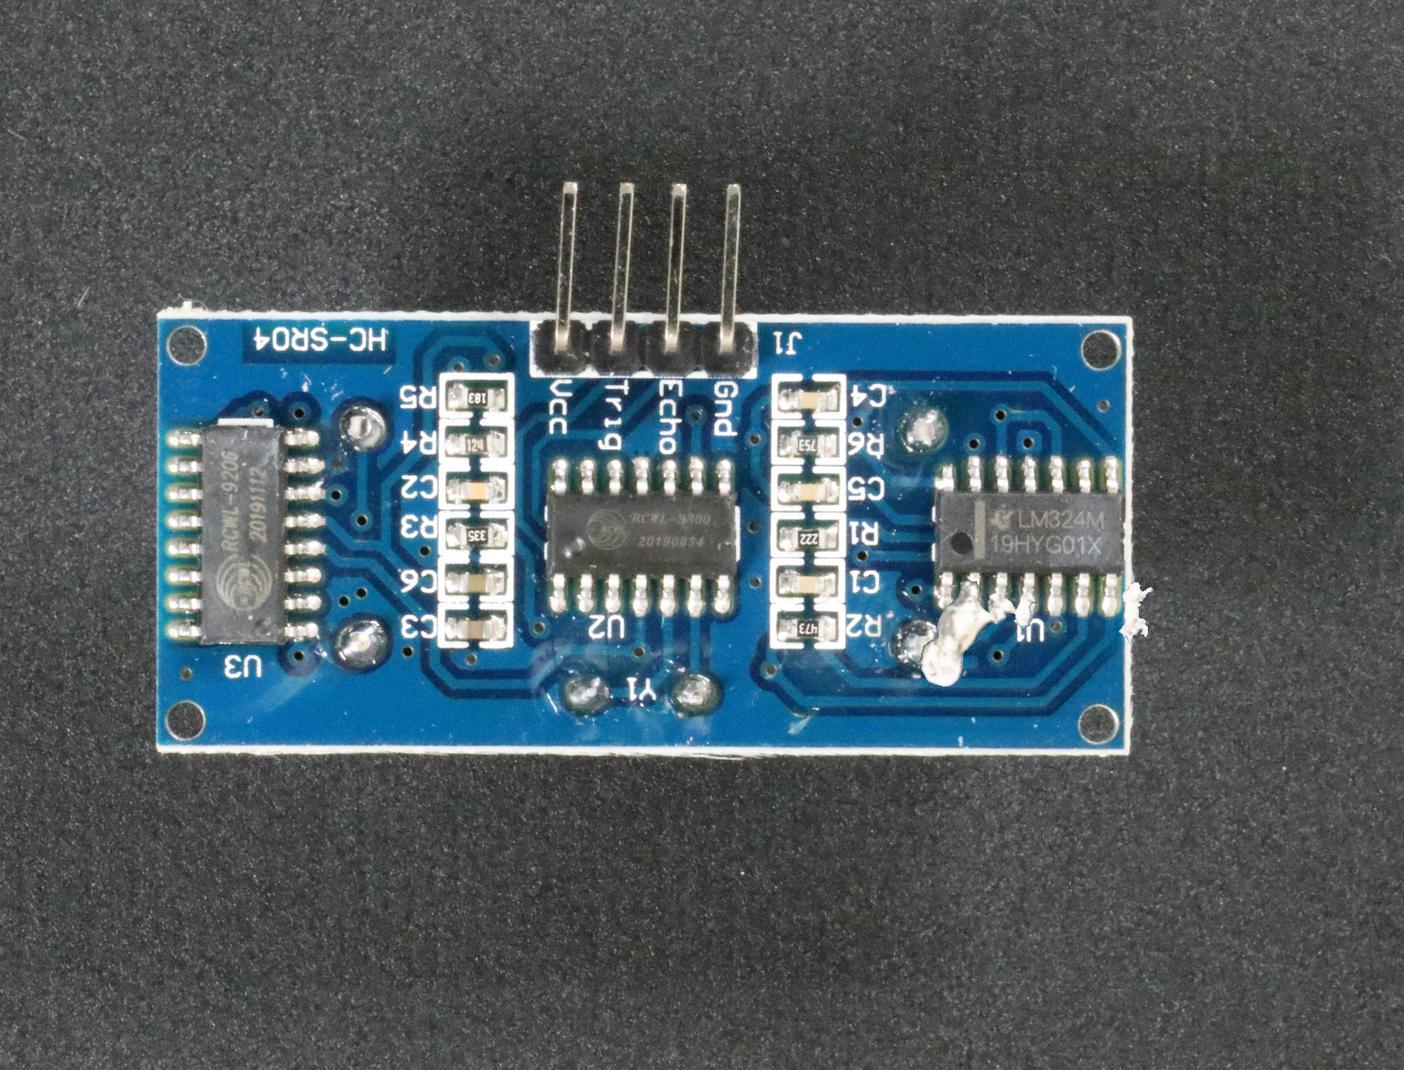 HC-SR04
J1
Vcc
Trig
Echo
Gnd
R5
183
R4
124
C2
R3
335
C6
C3
C4
R6
753
C5
R1
222
C1
R2
473
RCWL-9206
20191112
U3
RCWL-9300
20190834
U2
Y1
LM324M
19HYG01X
U1